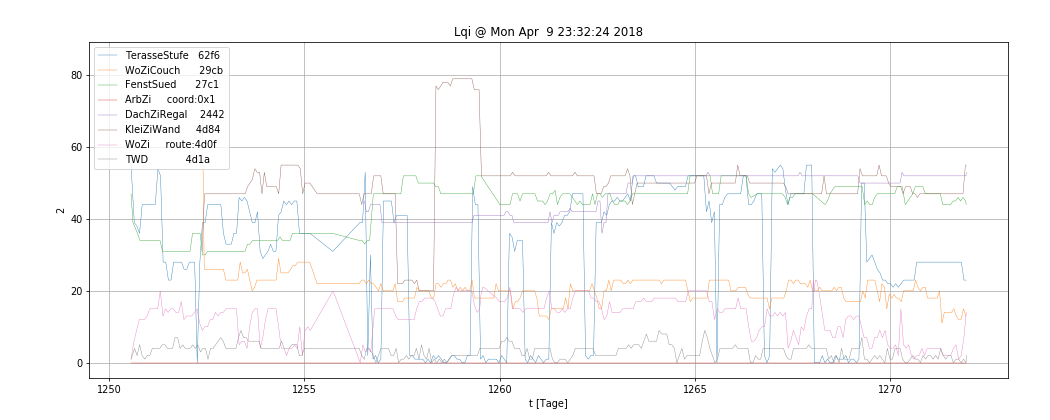 Lqi @ Mon Apr  9 23:32:24 2018
80
60
40
20
0
2
TerasseStufe 62f6
WoZiCouch 29cb
FenstSued 27c1
ArbZi coord:0x1
DachZiRegal 2442
KleiZiWand 4d84
WoZi route:4d0f
TWD 4d1a
1250 1255 1260 1265 1270
t [Tage]